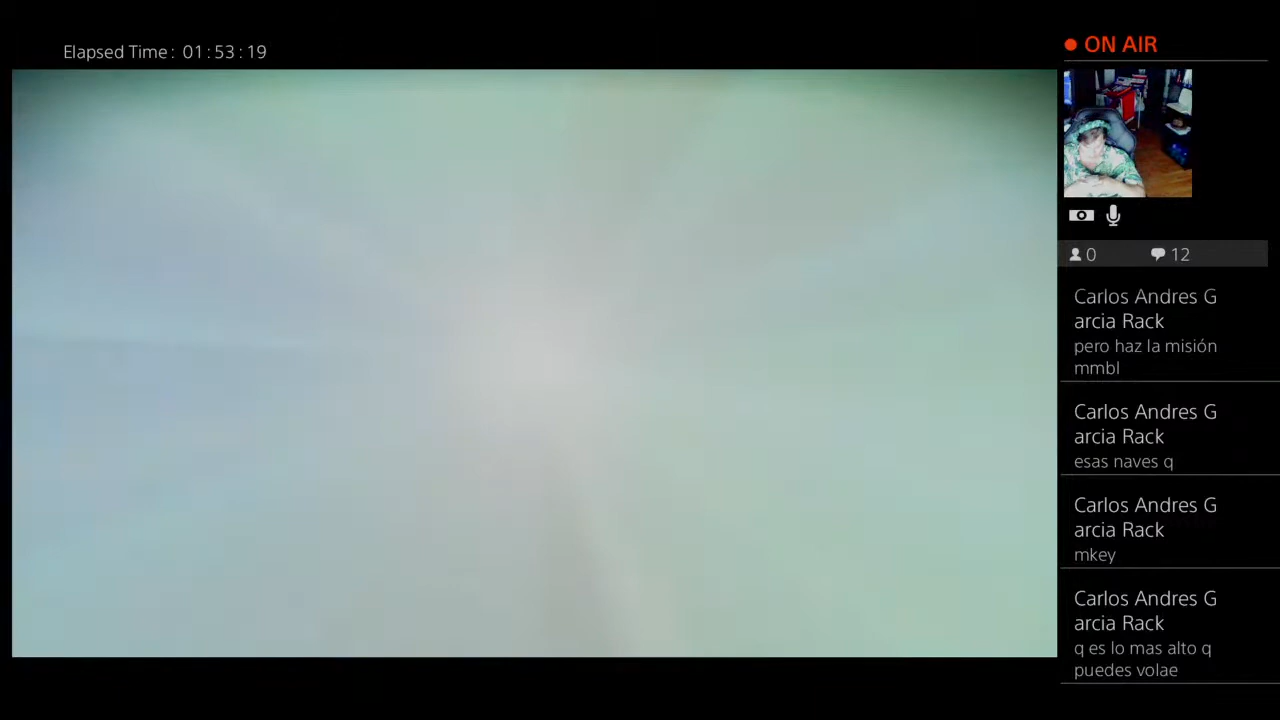 Elapsed Time: 01:53:19
ON AIR
0 12
Carlos Andres G
arcia Rack
pero haz la misión
mmbl
Carlos Andres G
arcia Rack
esas naves q
Carlos Andres G
arcia Rack
mkey
Carlos Andres G
arcia Rack
q es lo mas alto q
puedes volae